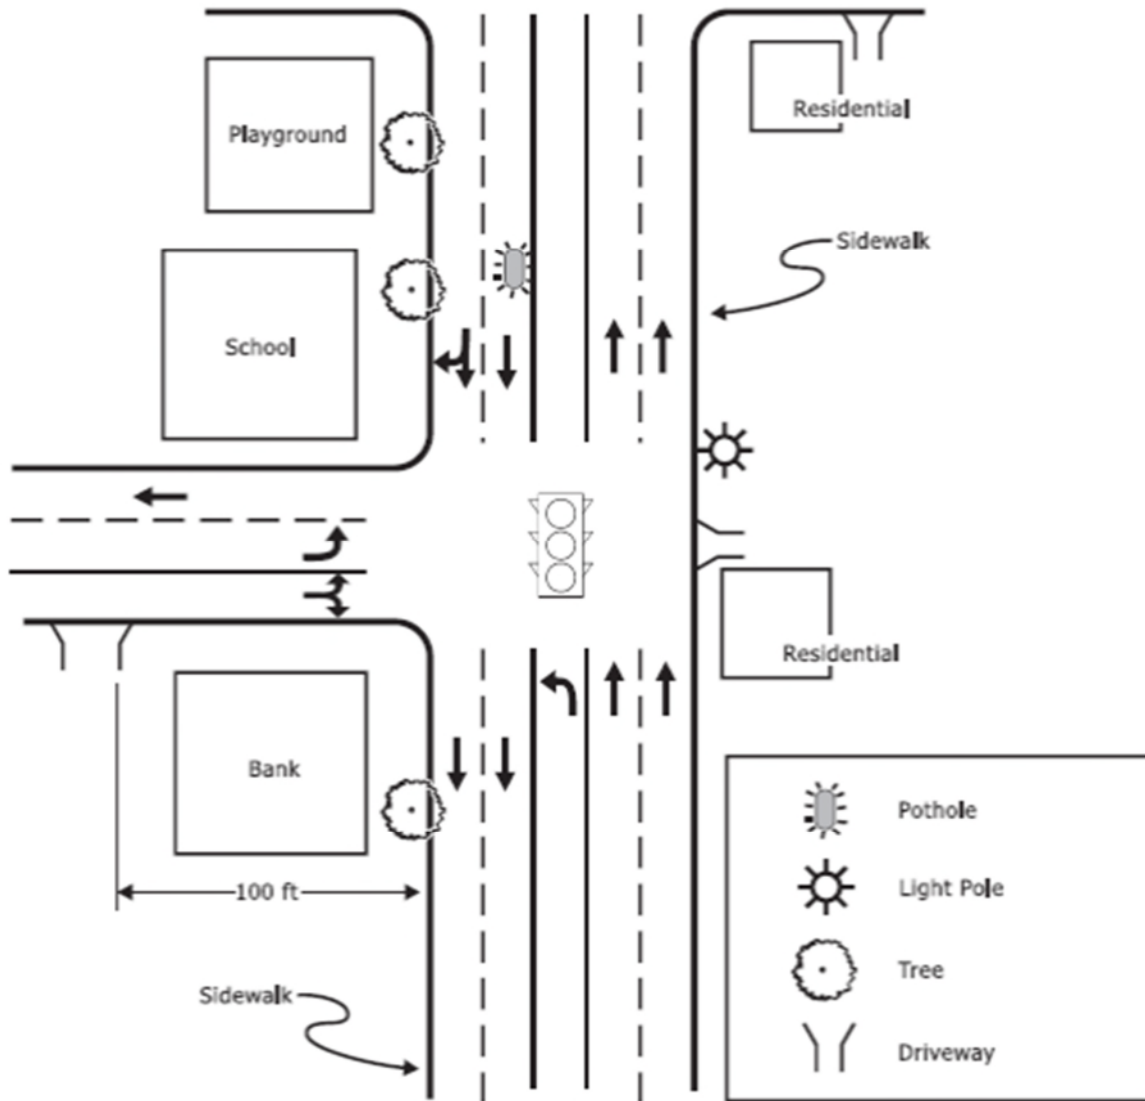 Playground
Residential
Sidewalk
School
Residential
Bank
Pothole
100 ft
Light Pole
Tree
Sidewalk
Driveway